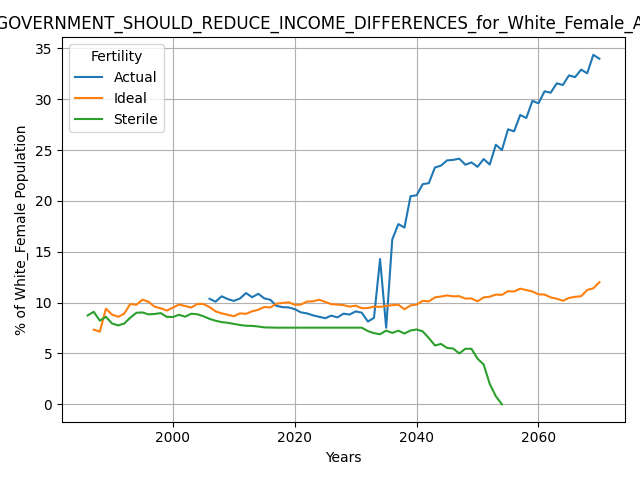 GOVERNMENT_SHOULD_REDUCE_INCOME_DIFFERENCES_for_White_Female_A
Fertility
Actual
Ideal
Sterile
% of White_Female Population
35
30
25
20
15
10
5
0
2000
2020
2040
2060
Years